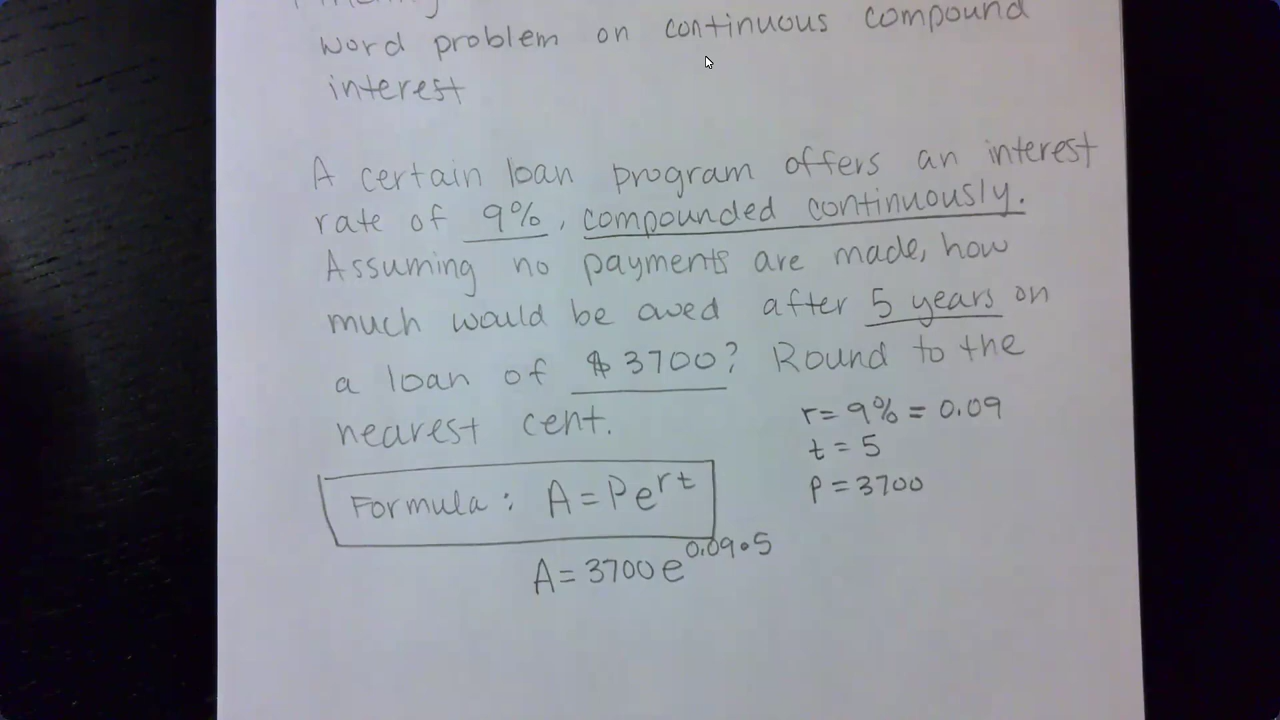 word problem on continuous compound
interest
A certain loan program offers an interest
rate of 9%, compounded continuously.
Assuming no payments are made, how
much would be owed after 5 years on
a loan of $3700? Round to the
nearest cent.
r = 9% = 0.09
t = 5
P = 3700
Formula: A = Pe^rt
A = 3700e^0.09•5